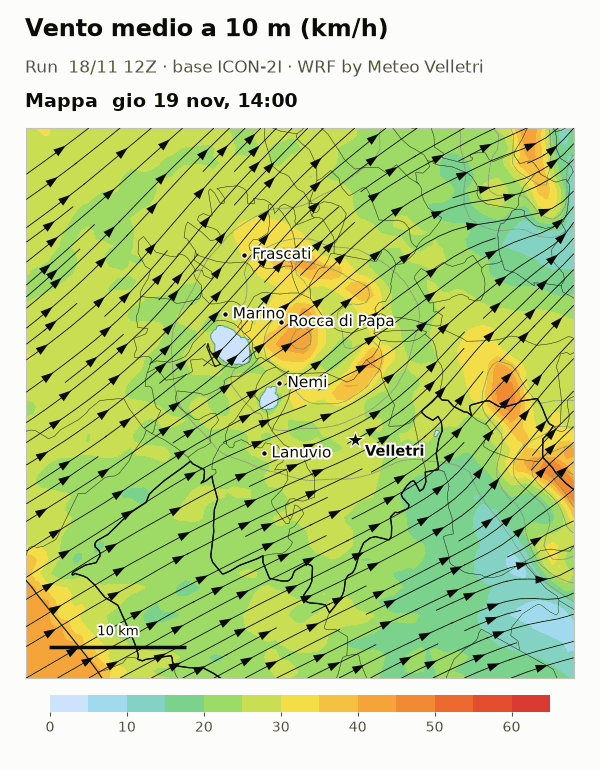 Vento medio a 10 m (km/h)
Run 18/11 12Z · base ICON-2I · WRF by Meteo Velletri
Mappa gio 19 nov, 14:00
Frascati
Marino
Rocca di Papa
Nemi
Velletri
Lanuvio
10 km
0 10 20 30 40 50 60